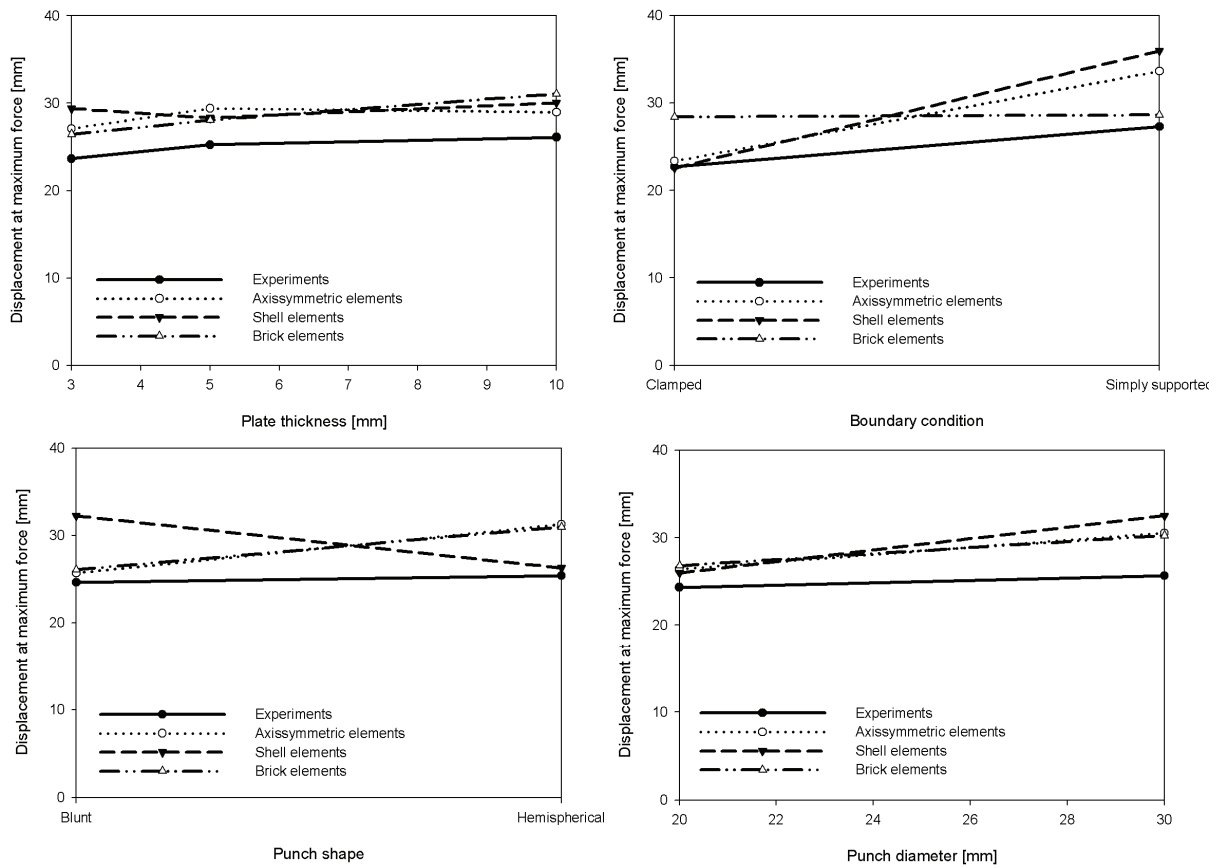 40
30
20
10
0
Displacement at maximum force [mm]
Experiments
Axissymmetric elements
Shell elements
Brick elements
3 4 5 6 7 8 9 10
Plate thickness [mm]
40
30
20
10
0
Displacement at maximum force [mm]
Experiments
Axissymmetric elements
Shell elements
Brick elements
Clamped Simply supported
Boundary condition
40
30
20
10
0
Displacement at maximum force [mm]
Experiments
Axissymmetric elements
Shell elements
Brick elements
Blunt Hemispherical
Punch shape
40
30
20
10
0
Displacement at maximum force [mm]
Experiments
Axissymmetric elements
Shell elements
Brick elements
20 22 24 26 28 30
Punch diameter [mm]